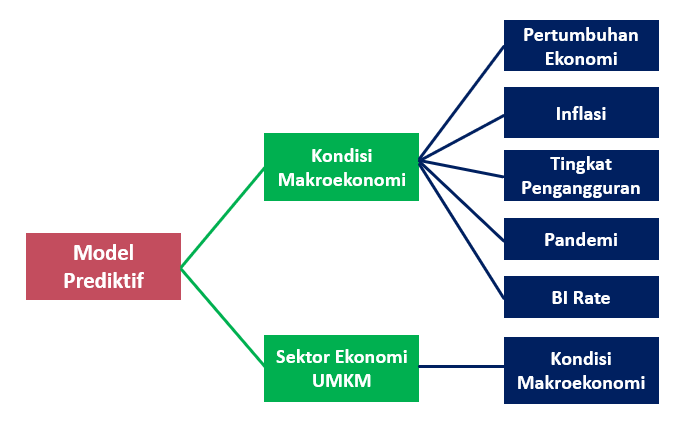 Model
Prediktif
Kondisi
Makroekonomi
Pertumbuhan
Ekonomi
Inflasi
Tingkat
Pengangguran
Pandemi
BI Rate
Sektor Ekonomi
UMKM
Kondisi
Makroekonomi